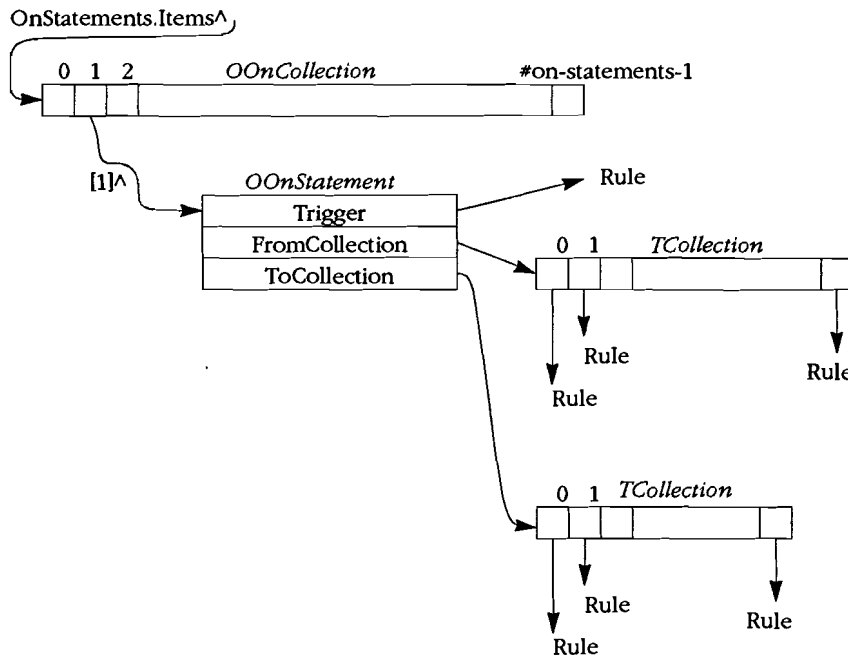 OnStatements.Items^
0 1 2 OOnCollection #on-statements-1
[1]^
OOnStatement
Trigger
FromCollection
ToCollection
Rule
0 1 TCollection
Rule
Rule
Rule
0 1 TCollection
Rule
Rule
Rule